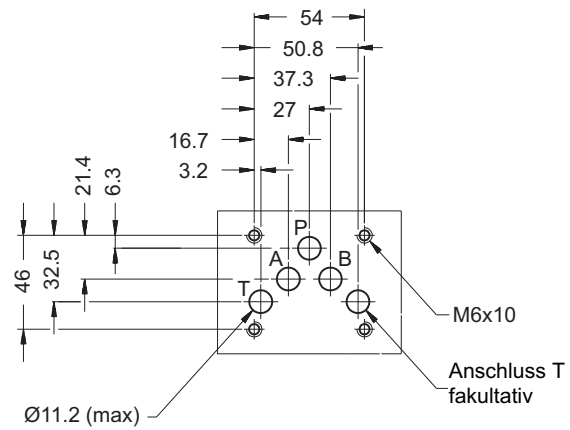 54
50.8
37.3
27
16.7
3.2
21.4
6.3
46
32.5
P
A
B
T
M6x10
Anschluss T
fakultativ
Ø11.2 (max)